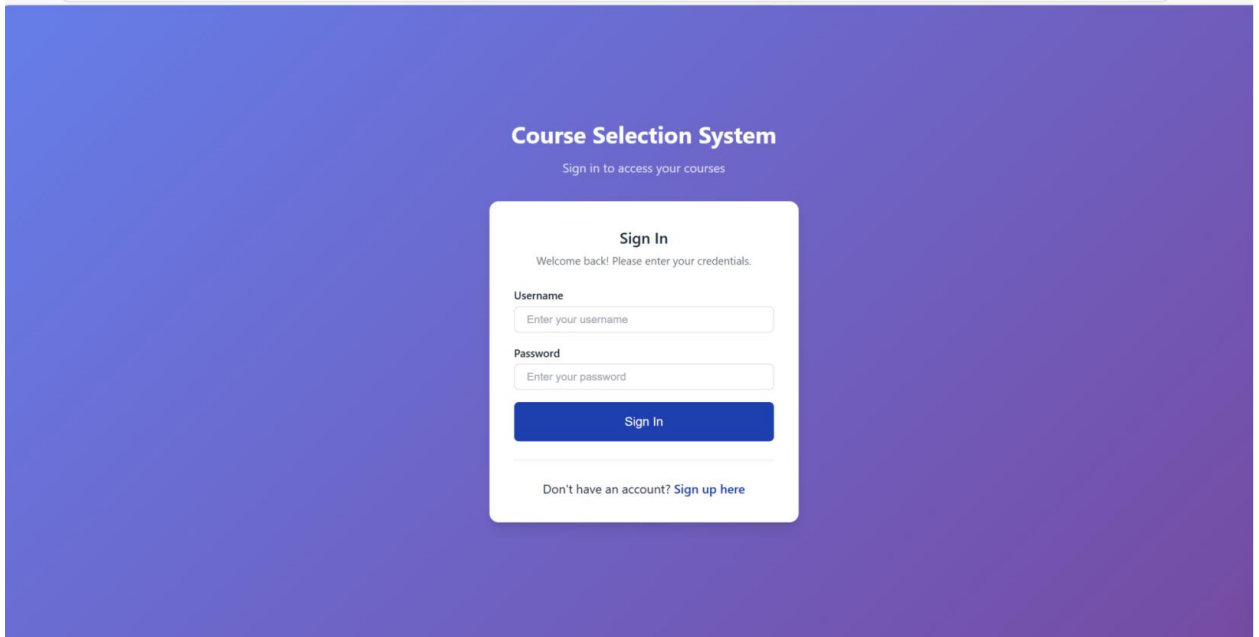 Course Selection System
Sign in to access your courses
Sign In
Welcome back! Please enter your credentials.
Username
Enter your username
Password
Enter your password
Sign In
Don't have an account? Sign up here